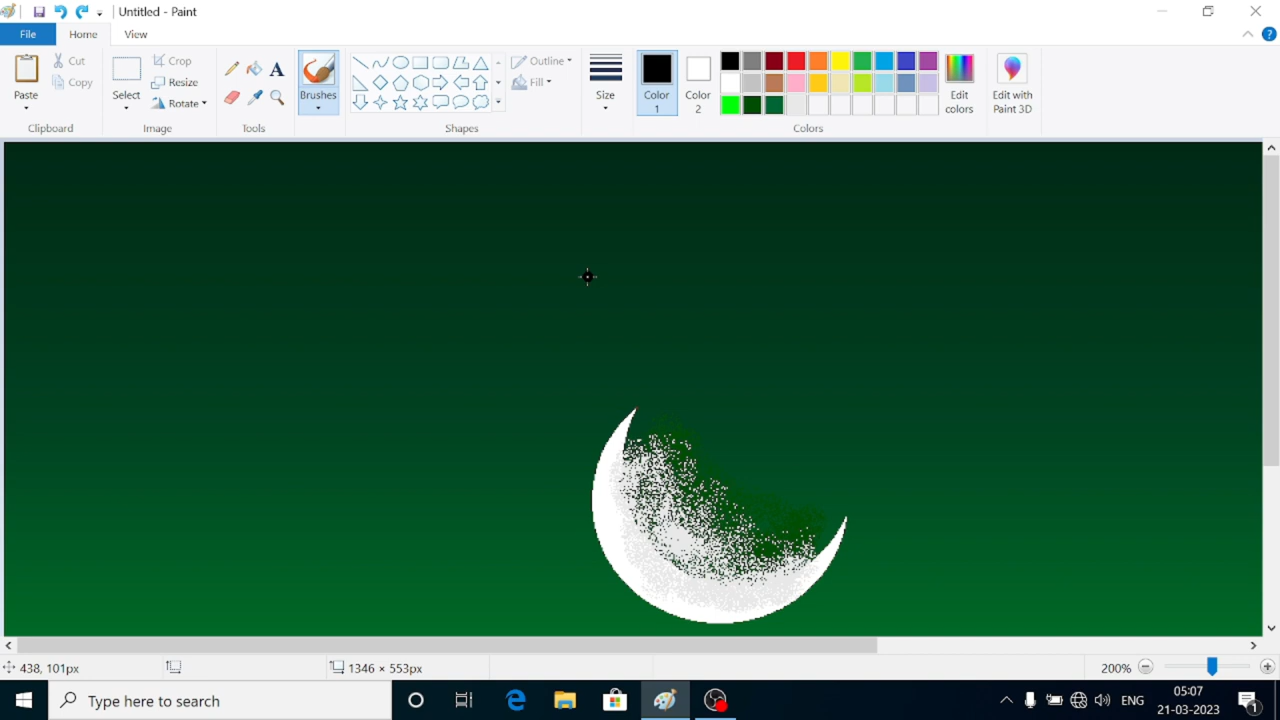 Untitled - Paint
File Home View
Paste
Cut
Copy
Clipboard
Select
Crop
Resize
Rotate
Image
A
Tools
Brushes
Outline
Fill
Shapes
Size
Color 1
Color 2
Edit colors
Colors
Edit with Paint 3D
438, 101px
1346 × 553px
200%
Type here to search
ENG
05:07
21-03-2023
1